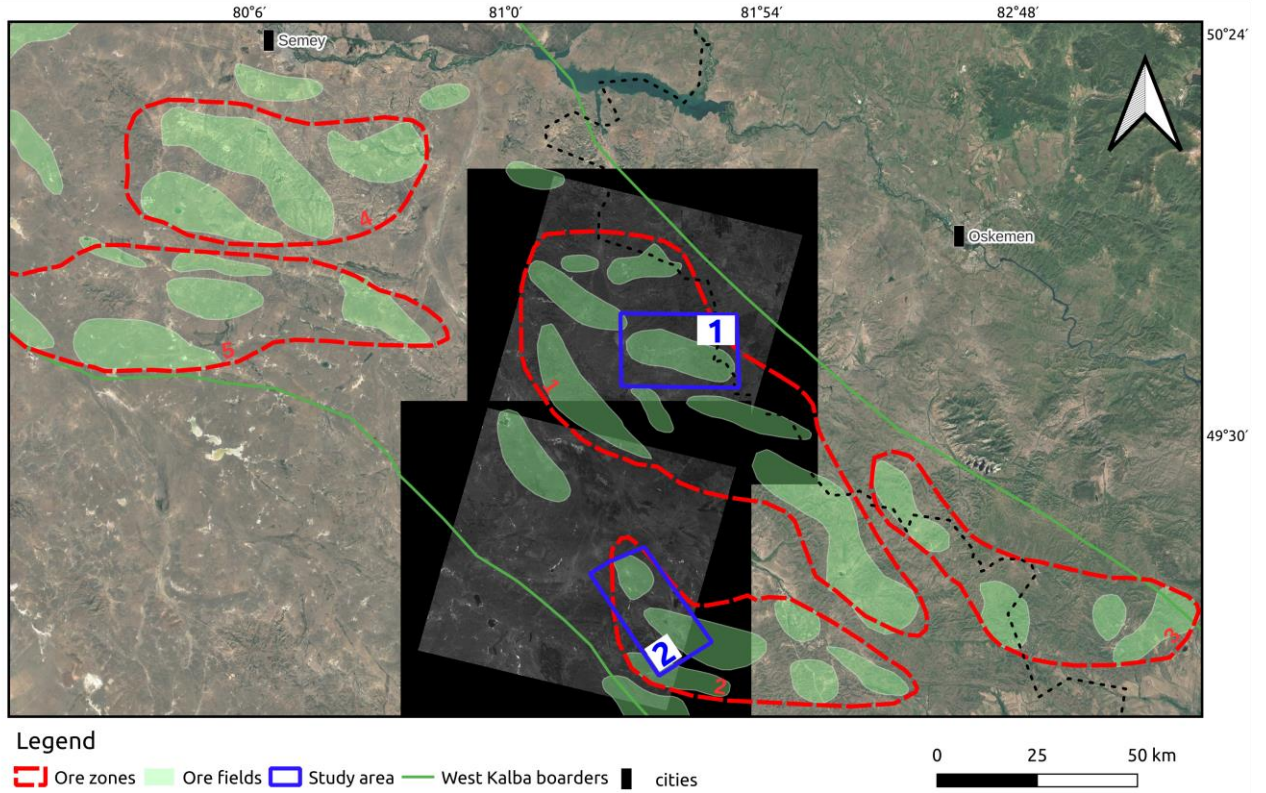 80°6′ 81°0′ 81°54′ 82°48′
50°24′
Semey
Oskemen
4
1
5
1
49°30′
3
2
2
Legend
Ore zones Ore fields Study area West Kalba boarders cities
0 25 50 km